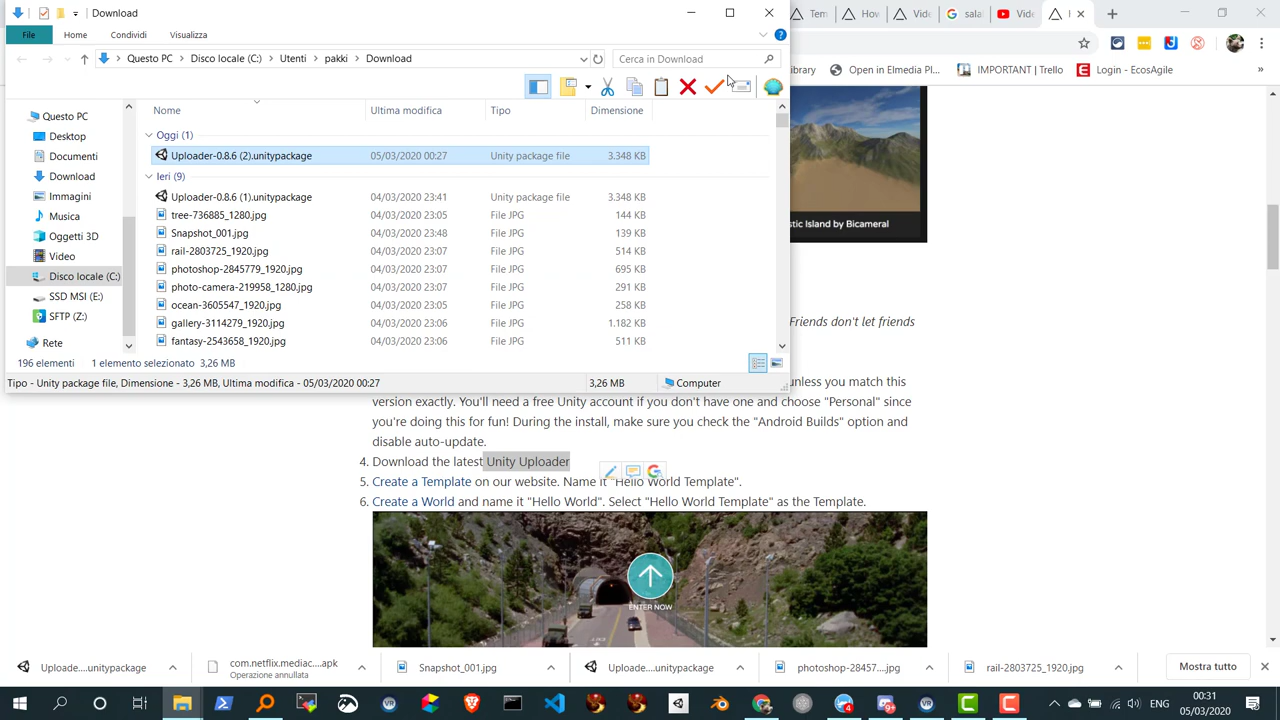 Download
File Home Condividi Visualizza
Questo PC Disco locale (C:) Utenti pakki Download Cerca in Download
Nome Ultima modifica Tipo Dimensione
Oggi (1)
Uploader-0.8.6 (2).unitypackage 05/03/2020 00:27 Unity package file 3.348 KB
Ieri (9)
Uploader-0.8.6 (1).unitypackage 04/03/2020 23:41 Unity package file 3.348 KB
tree-736885_1280.jpg 04/03/2020 23:05 File JPG 144 KB
Snapshot_001.jpg 04/03/2020 23:48 File JPG 139 KB
rail-2803725_1920.jpg 04/03/2020 23:07 File JPG 514 KB
photoshop-2845779_1920.jpg 04/03/2020 23:07 File JPG 695 KB
photo-camera-219958_1280.jpg 04/03/2020 23:07 File JPG 291 KB
ocean-3605547_1920.jpg 04/03/2020 23:05 File JPG 258 KB
gallery-3114279_1920.jpg 04/03/2020 23:06 File JPG 1.182 KB
fantasy-2543658_1920.jpg 04/03/2020 23:06 File JPG 511 KB
Questo PC
Desktop
Documenti
Download
Immagini
Musica
Oggetti 3D
Video
Disco locale (C:)
SSD MSI (E:)
SFTP (Z:)
Rete
196 elementi 1 elemento selezionato 3,26 MB
Tipo - Unity package file, Dimensione - 3,26 MB, Ultima modifica - 05/03/2020 00:27 3,26 MB Computer
Tem How Vide sala Vide
library Open in Elmedia Pl... IMPORTANT | Trello Login - EcosAgile »
stic Island by Bicameral
Friends don't let friends
unless you match this
version exactly. You'll need a free Unity account if you don't have one and choose "Personal" since
you're doing this for fun! During the install, make sure you check the "Android Builds" option and
disable auto-update.
4. Download the latest Unity Uploader
5. Create a Template on our website. Name it "Hello World Template".
6. Create a World and name it "Hello World". Select "Hello World Template" as the Template.
ENTER NOW
Uploade....unitypackage com.netflix.mediac....apk Snapshot_001.jpg Uploade....unitypackage photoshop-28457....jpg rail-2803725_1920.jpg Mostra tutto
Operazione annullata
ENG 00:31
05/03/2020